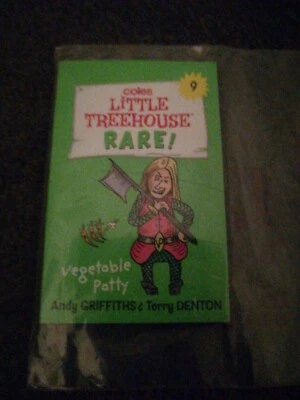 coles
9
LITTLE
TREEHOUSE
RARE!
Vegetable
Patty
Andy GRIFFITHS & Terry DENTON